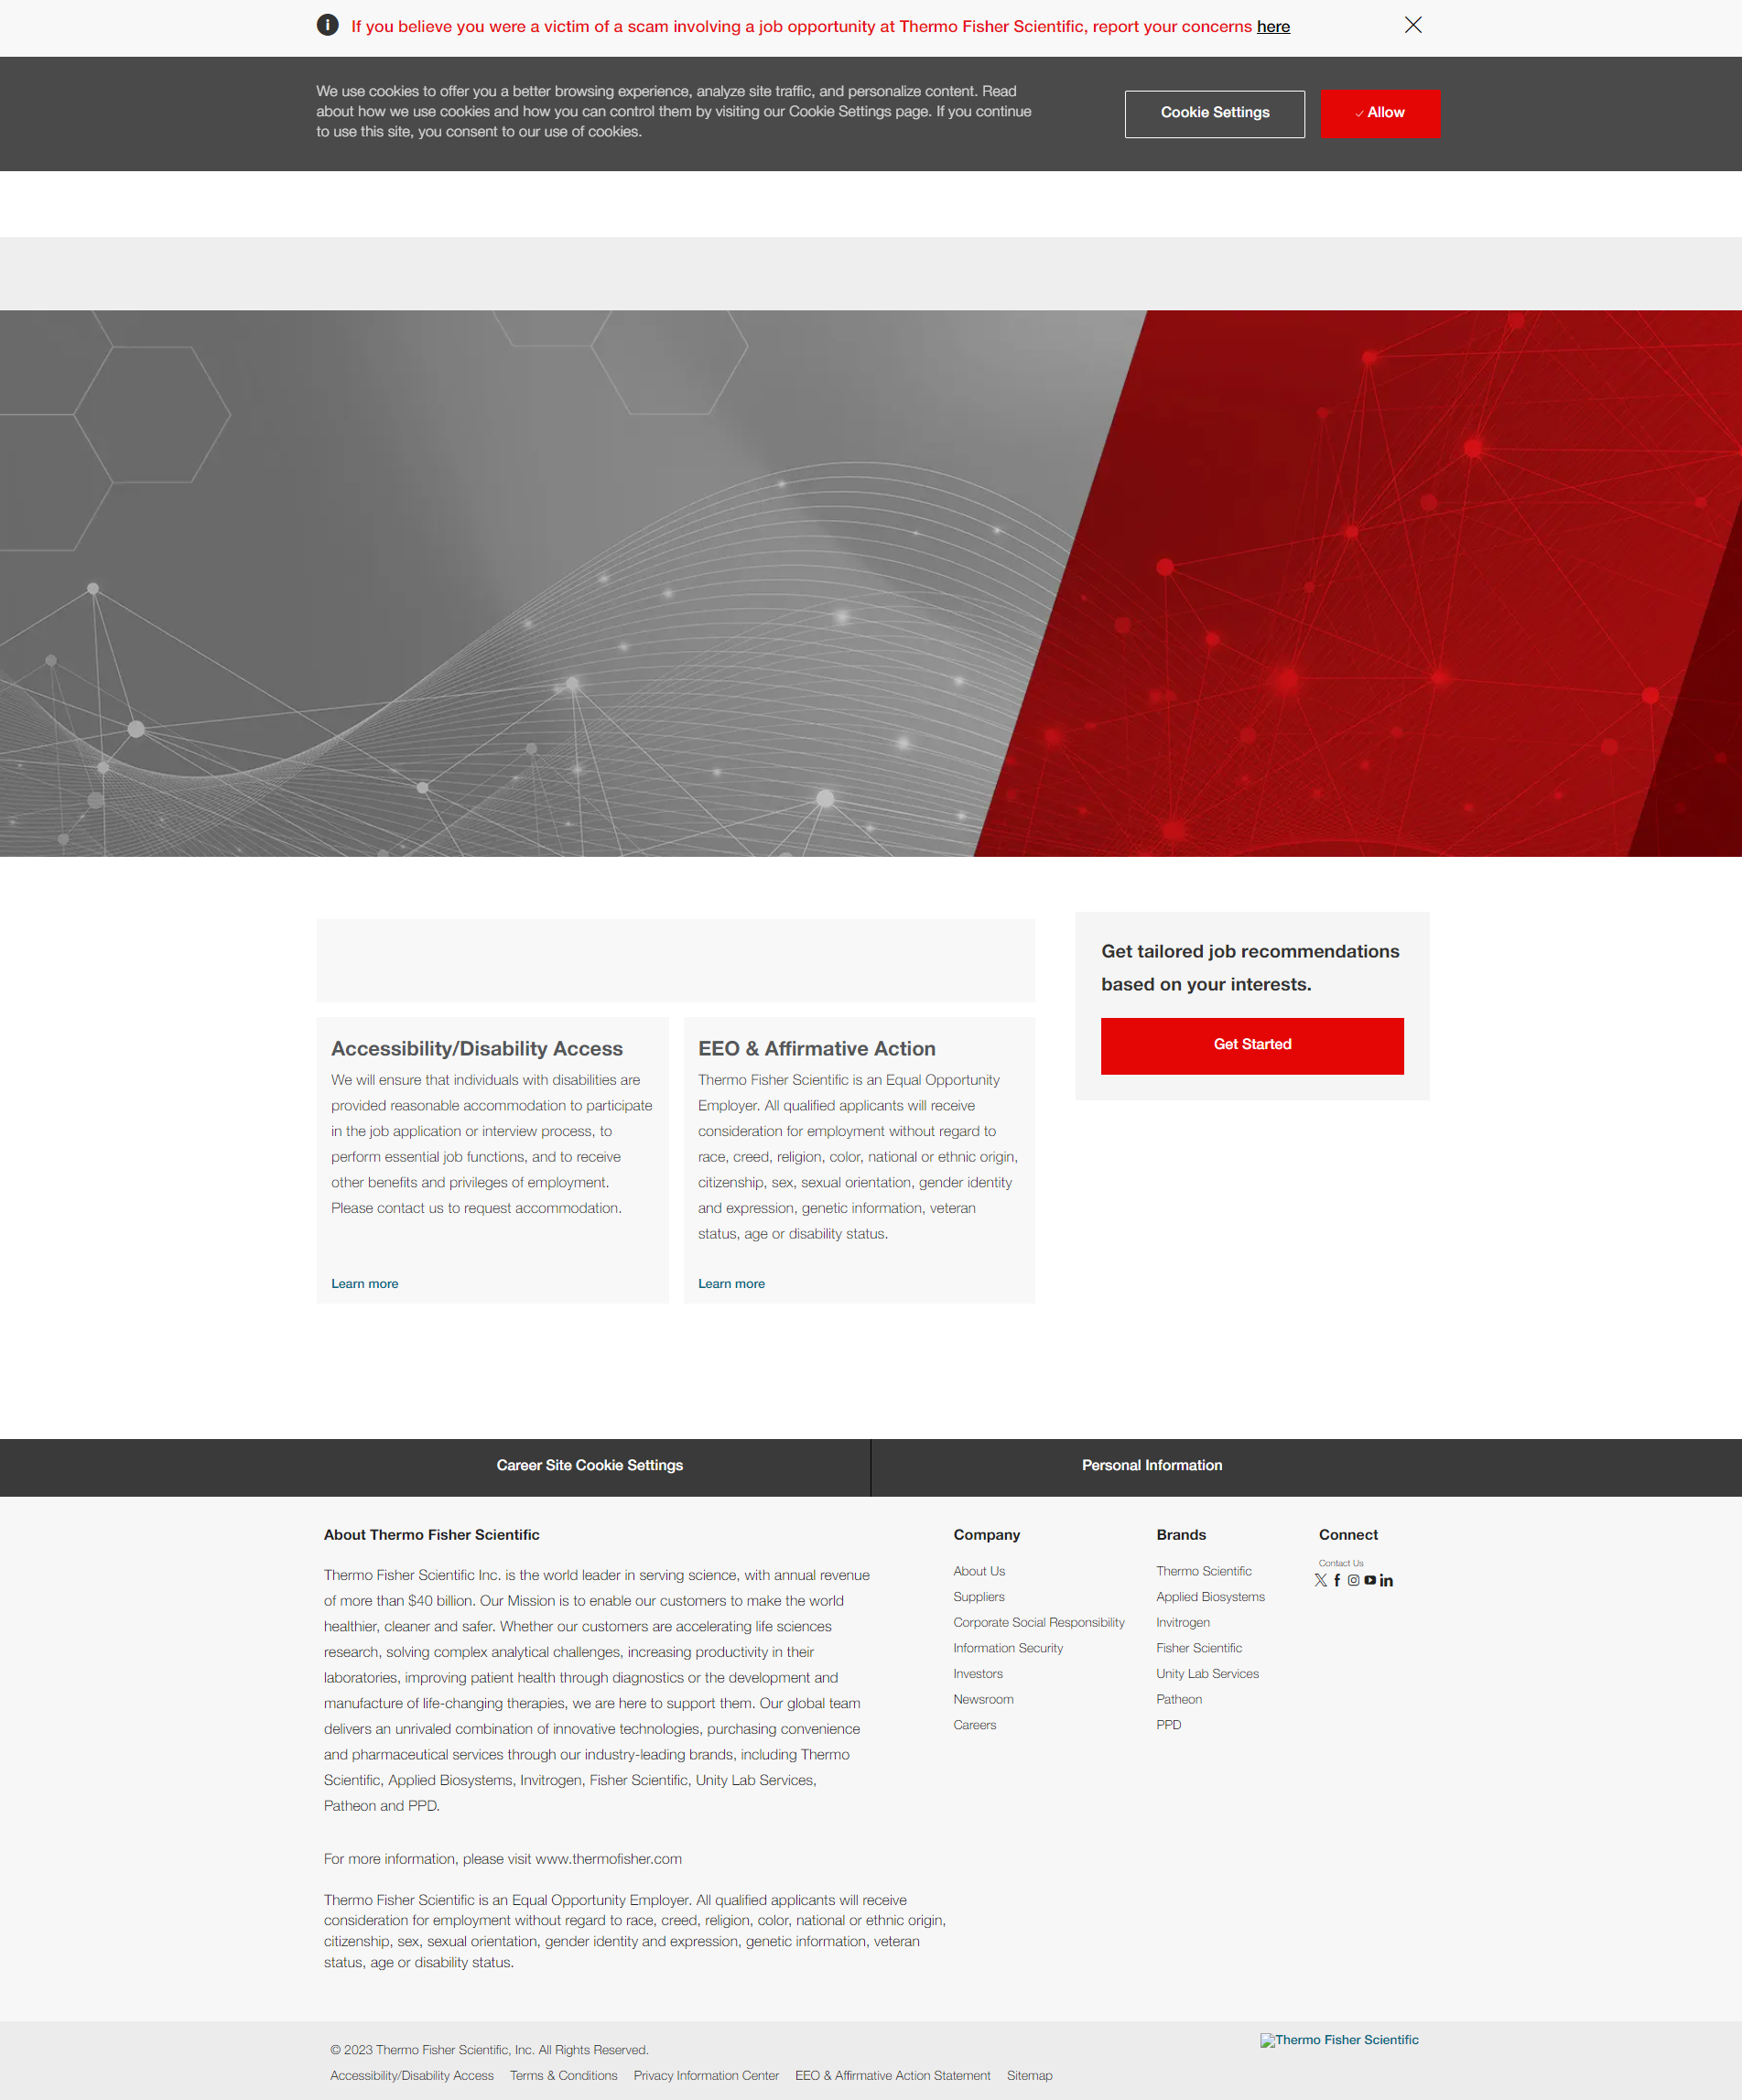 If you believe you were a victim of a scam involving a job opportunity at Thermo Fisher Scientific, report your concerns here
We use cookies to offer you a better browsing experience, analyze site traffic, and personalize content. Read
about how we use cookies and how you can control them by visiting our Cookie Settings page. If you continue
to use this site, you consent to our use of cookies.
Cookie Settings
Allow
Get tailored job recommendations
based on your interests.
Get Started
Accessibility/Disability Access
We will ensure that individuals with disabilities are
provided reasonable accommodation to participate
in the job application or interview process, to
perform essential job functions, and to receive
other benefits and privileges of employment.
Please contact us to request accommodation.
Learn more
EEO & Affirmative Action
Thermo Fisher Scientific is an Equal Opportunity
Employer. All qualified applicants will receive
consideration for employment without regard to
race, creed, religion, color, national or ethnic origin,
citizenship, sex, sexual orientation, gender identity
and expression, genetic information, veteran
status, age or disability status.
Learn more
Career Site Cookie Settings
Personal Information
About Thermo Fisher Scientific
Thermo Fisher Scientific Inc. is the world leader in serving science, with annual revenue
of more than $40 billion. Our Mission is to enable our customers to make the world
healthier, cleaner and safer. Whether our customers are accelerating life sciences
research, solving complex analytical challenges, increasing productivity in their
laboratories, improving patient health through diagnostics or the development and
manufacture of life-changing therapies, we are here to support them. Our global team
delivers an unrivaled combination of innovative technologies, purchasing convenience
and pharmaceutical services through our industry-leading brands, including Thermo
Scientific, Applied Biosystems, Invitrogen, Fisher Scientific, Unity Lab Services,
Patheon and PPD.
For more information, please visit www.thermofisher.com
Thermo Fisher Scientific is an Equal Opportunity Employer. All qualified applicants will receive
consideration for employment without regard to race, creed, religion, color, national or ethnic origin,
citizenship, sex, sexual orientation, gender identity and expression, genetic information, veteran
status, age or disability status.
Company
About Us
Suppliers
Corporate Social Responsibility
Information Security
Investors
Newsroom
Careers
Brands
Thermo Scientific
Applied Biosystems
Invitrogen
Fisher Scientific
Unity Lab Services
Patheon
PPD
Connect
Contact Us
© 2023 Thermo Fisher Scientific, Inc. All Rights Reserved.
Accessibility/Disability Access
Terms & Conditions
Privacy Information Center
EEO & Affirmative Action Statement
Sitemap
Thermo Fisher Scientific